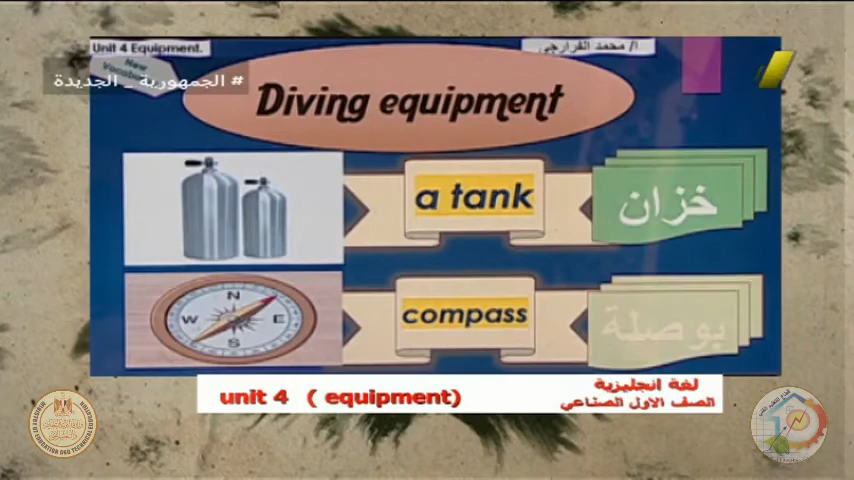 Unit 4 Equipment.
ا/ محمد الفرارجي
New
# الجمهورية _ الجديدة
Diving equipment
a tank
خزان
N
W E
S
compass
بوصلة
unit 4 ( equipment)
لغة انجليزية
الصف الاول الصناعي